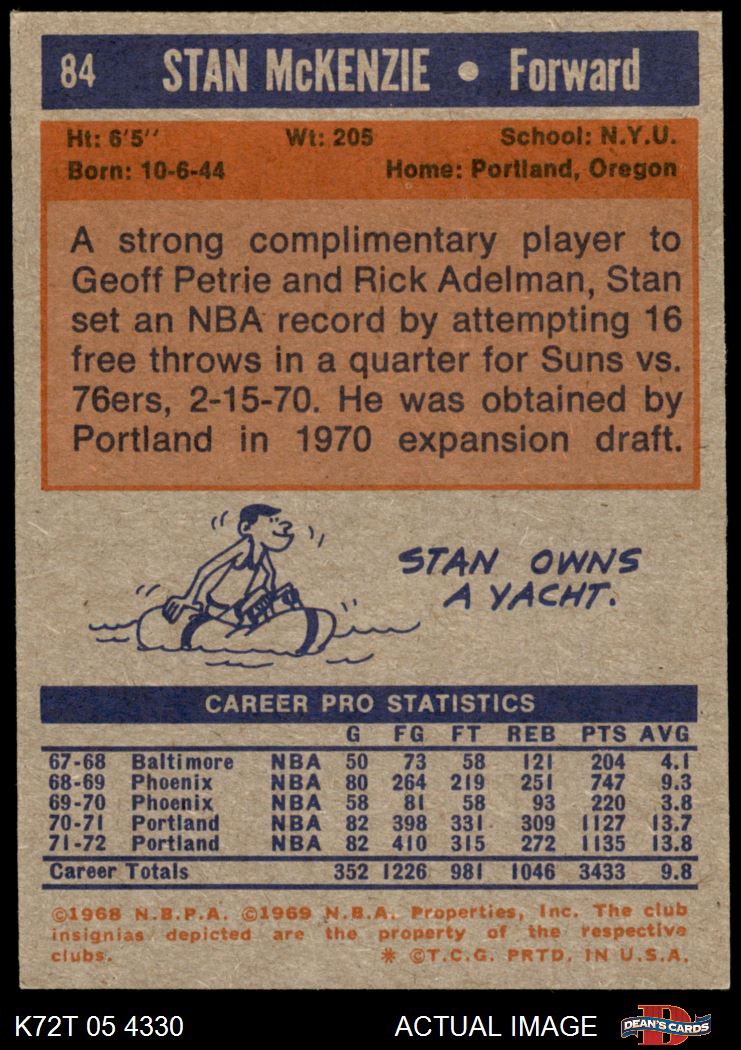 84 STAN McKENZIE • Forward
Ht: 6'5'' Wt: 205 School: N.Y.U.
Born: 10-6-44 Home: Portland, Oregon
A strong complimentary player to
Geoff Petrie and Rick Adelman, Stan
set an NBA record by attempting 16
free throws in a quarter for Suns vs.
76ers, 2-15-70. He was obtained by
Portland in 1970 expansion draft.
STAN OWNS
A YACHT.
CAREER PRO STATISTICS
G FG FT REB PTS AVG
67-68 Baltimore NBA 50 73 58 121 204 4.1
68-69 Phoenix NBA 80 264 219 251 747 9.3
69-70 Phoenix NBA 58 81 58 93 220 3.8
70-71 Portland NBA 82 398 331 309 1127 13.7
71-72 Portland NBA 82 410 315 272 1135 13.8
Career Totals 352 1226 981 1046 3433 9.8
©1968 N.B.P.A. ©1969 N.B.A. Properties, Inc. The club
insignias depicted are the property of the respective
clubs. * ©T.C.G. PRTD. IN U.S.A.
K72T 05 4330 ACTUAL IMAGE D DEAN'S CARDS